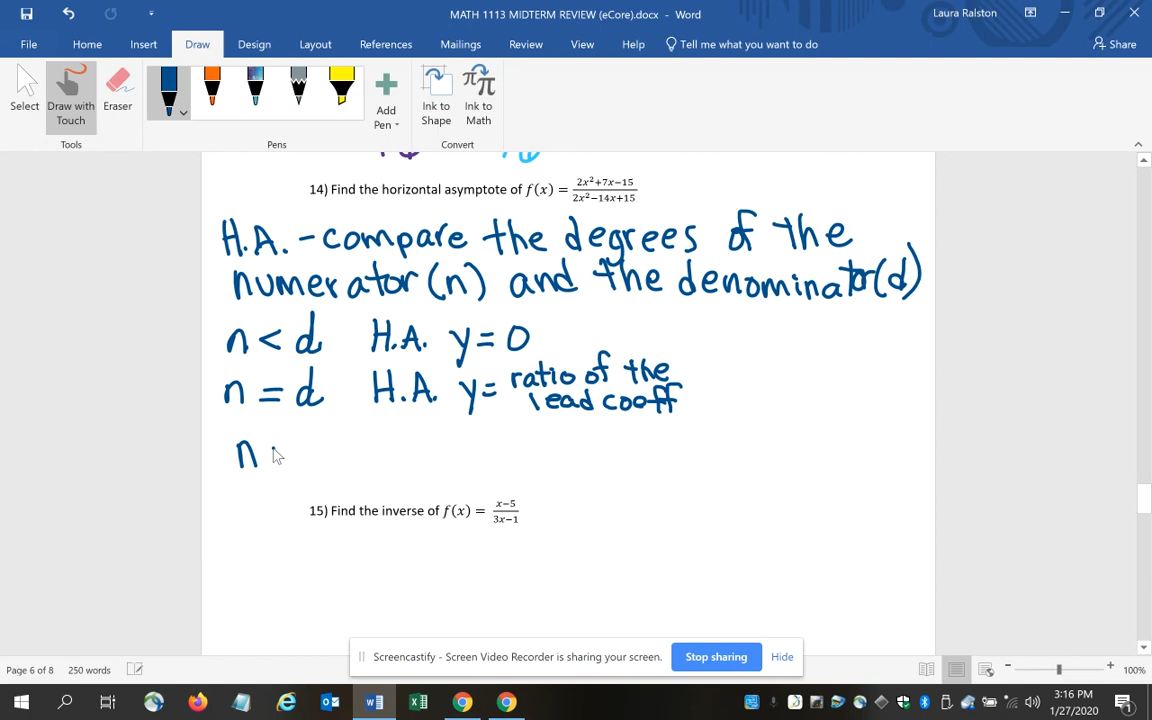 MATH 1113 MIDTERM REVIEW (eCore).docx - Word
Laura Ralston
File Home Insert Draw Design Layout References Mailings Review View Help Tell me what you want to do Share
Select Draw with Touch Eraser Add Pen Ink to Shape Ink to Math
Tools Pens Convert
14) Find the horizontal asymptote of f(x) = (2x²+7x−15)/(2x²−14x+15)
H.A. - compare the degrees of the
numerator (n) and the denominator (d)
n < d H.A. y = 0
n = d H.A. y = ratio of the
lead coeff
n
15) Find the inverse of f(x) = (x−5)/(3x−1)
Screencastify - Screen Video Recorder is sharing your screen. Stop sharing Hide
Page 6 of 8 250 words 100%
3:16 PM
1/27/2020